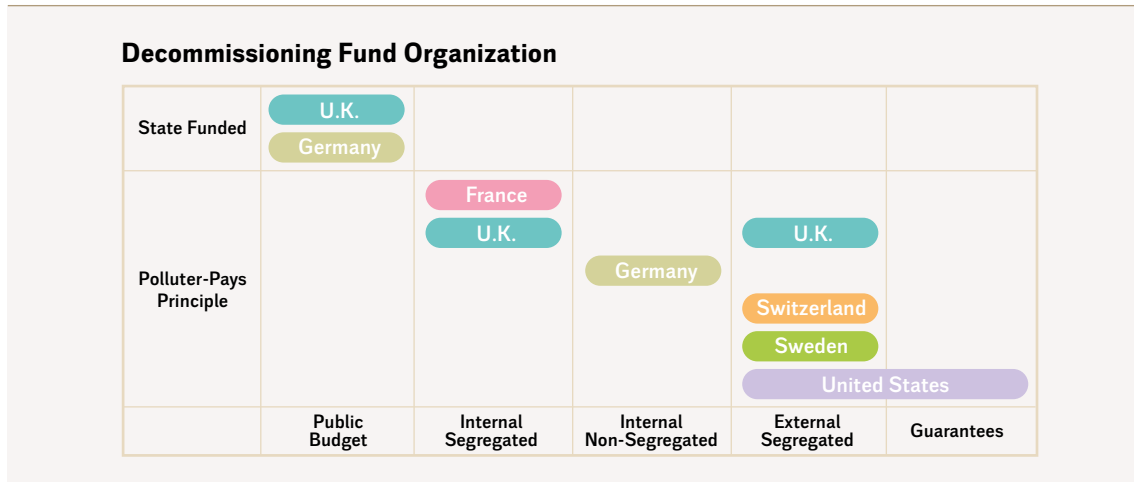 Decommissioning Fund Organization
State Funded
U.K.
Germany
Polluter-Pays
Principle
France
U.K.
U.K.
Germany
Switzerland
Sweden
United States
Public
Budget
Internal
Segregated
Internal
Non-Segregated
External
Segregated
Guarantees